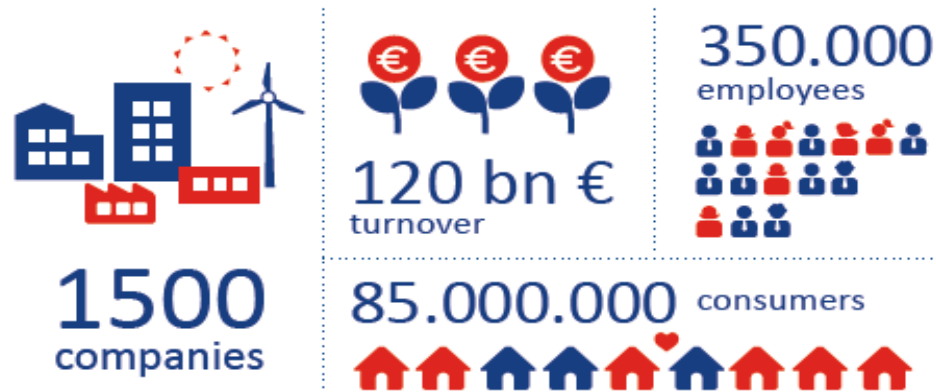 1500
companies
€ € €
120 bn €
turnover
350.000
employees
85.000.000 consumers